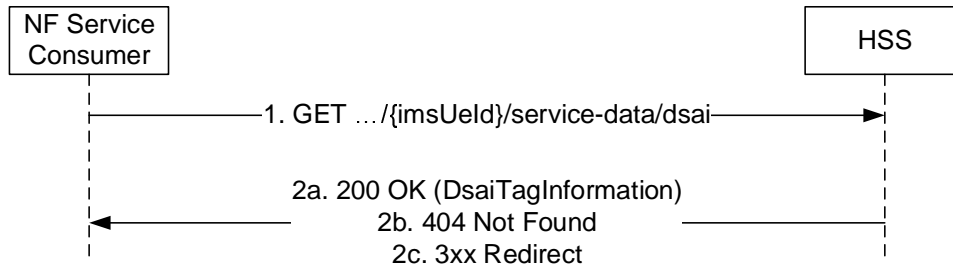 NF Service
Consumer
HSS
1. GET …/{imsUeId}/service-data/dsai
2a. 200 OK (DsaiTagInformation)
2b. 404 Not Found
2c. 3xx Redirect